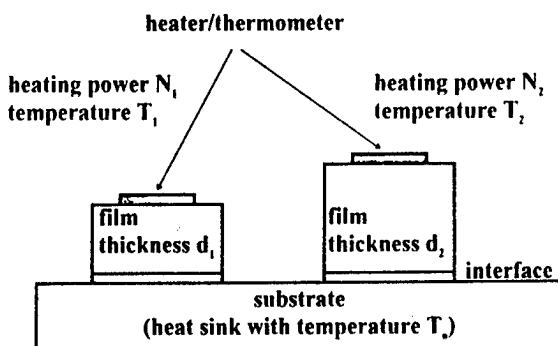 heater/thermometer
heating power N₁
temperature T₁
heating power N₂
temperature T₂
film
thickness d₁
film
thickness d₂
interface
substrate
(heat sink with temperature Tₒ)